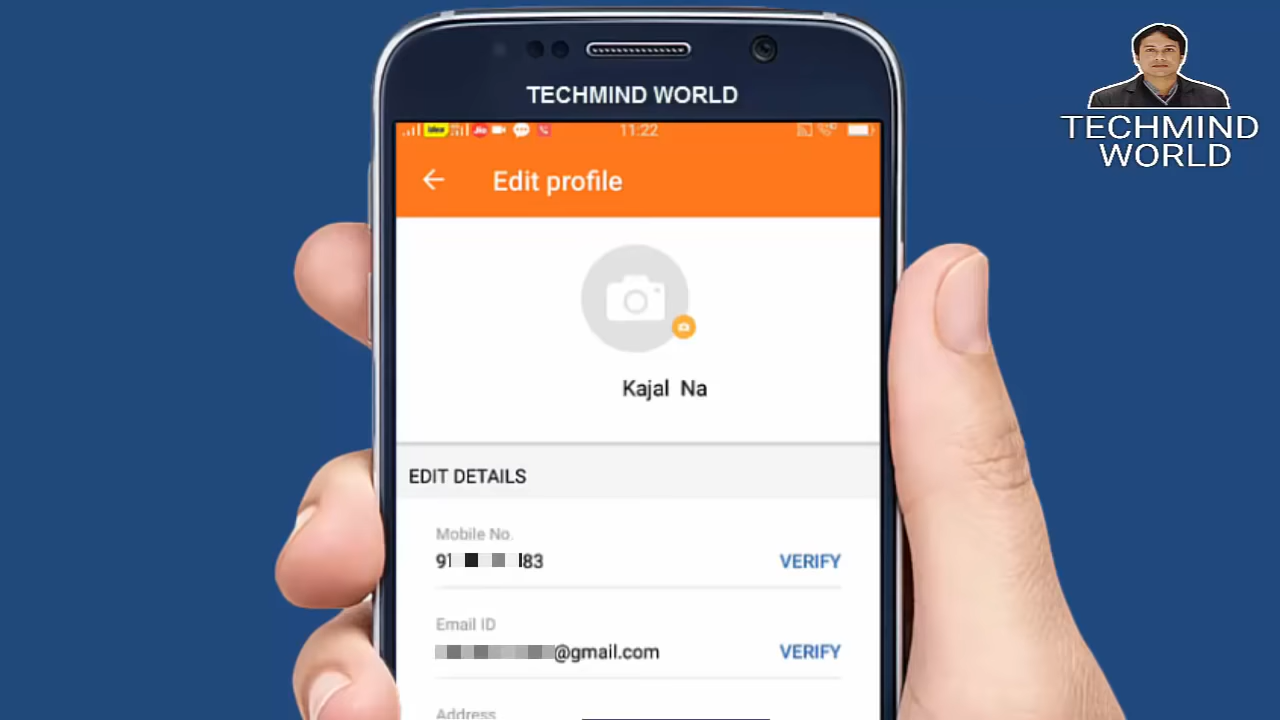 TECHMIND WORLD
11:22
Edit profile
Kajal Na
EDIT DETAILS
Mobile No.
9 83 VERIFY
Email ID
@gmail.com VERIFY
Address
TECHMIND
WORLD